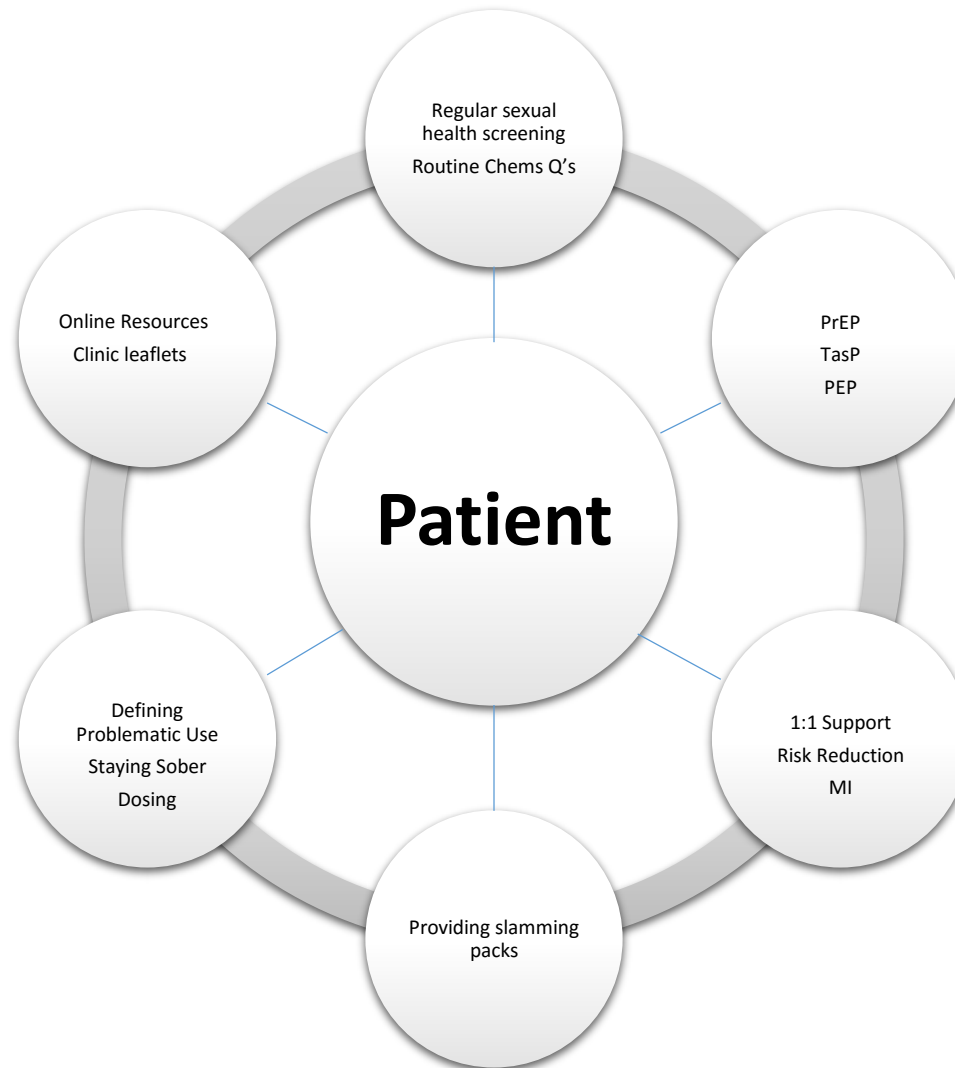 Regular sexual
health screening
Routine Chems Q’s
PrEP
TasP
PEP
1:1 Support
Risk Reduction
MI
Providing slamming
packs
Defining
Problematic Use
Staying Sober
Dosing
Online Resources
Clinic leaflets
Patient